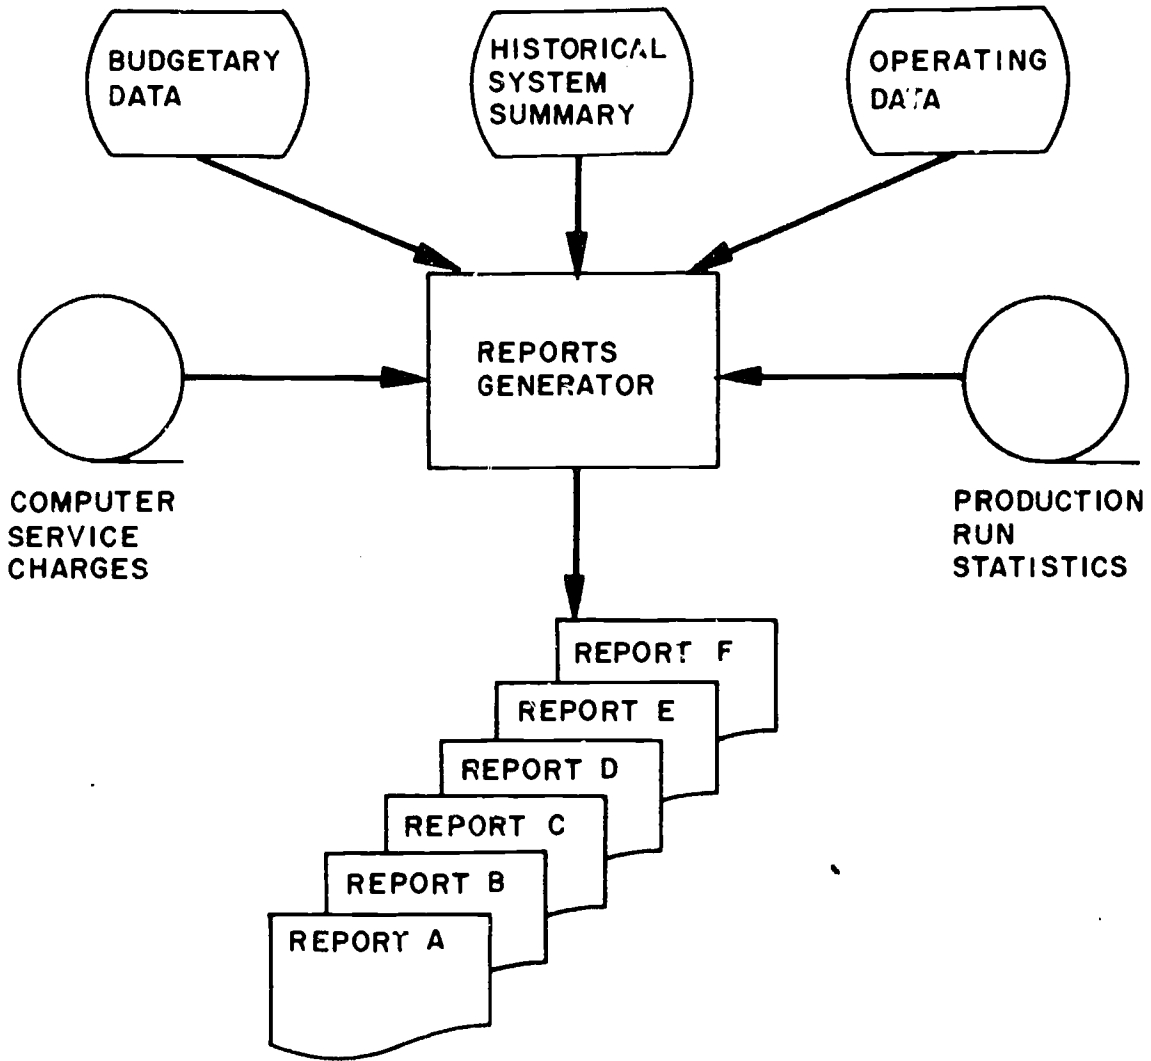 BUDGETARY
DATA
HISTORICAL
SYSTEM
SUMMARY
OPERATING
DATA
REPORTS
GENERATOR
COMPUTER
SERVICE
CHARGES
PRODUCTION
RUN
STATISTICS
REPORT F
REPORT E
REPORT D
REPORT C
REPORT B
REPORT A